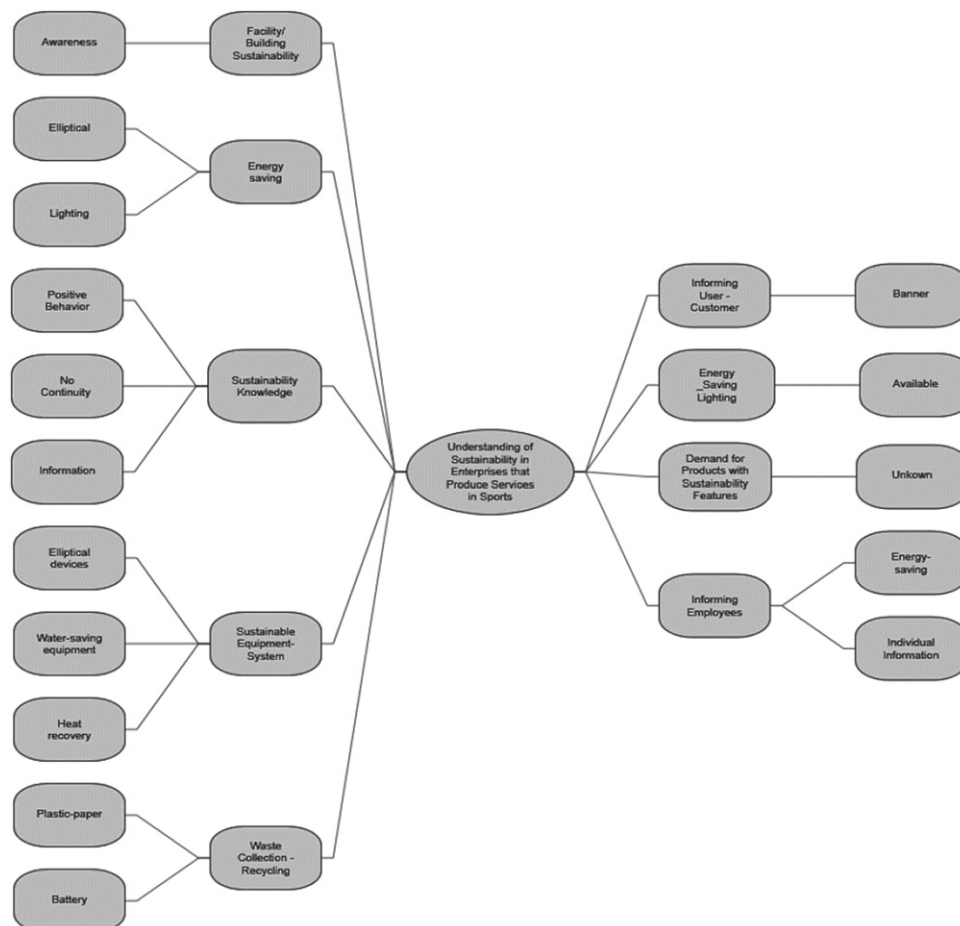 Awareness
Facility/
Building
Sustainability
Elliptical
Lighting
Energy
saving
Positive
Behavior
No
Continuity
Information
Sustainability
Knowledge
Elliptical
devices
Water-saving
equipment
Heat
recovery
Sustainable
Equipment-
System
Plastic-paper
Battery
Waste
Collection -
Recycling
Understanding of
Sustainability in
Enterprises that
Produce Services
in Sports
Informing
User -
Customer
Banner
Energy
_Saving
Lighting
Available
Demand for
Products with
Sustainability
Features
Unkown
Informing
Employees
Energy-
saving
Individual
Information